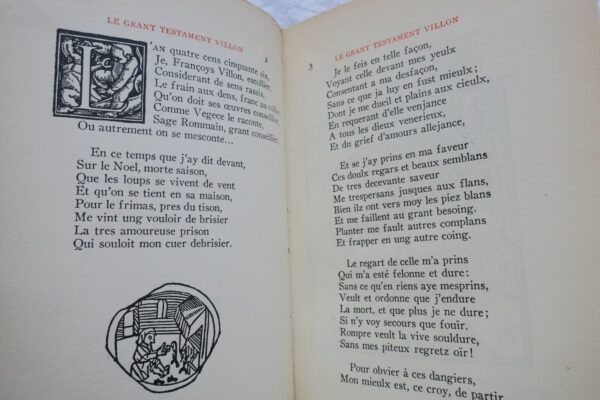 LE GRANT TESTAMENT VILLON
2
L'AN quatre cens cinquante six,
Je, Françoys Villon, escollier,
Considerant de sens rassis,
Le frain aux dens, franc au collier,
Qu'on doit ses œuvres conseillier,
Comme Vegece le raconte,
Sage Rommain, grant conseillier,
Ou autrement on se mesconte...
En ce temps que j'ay dit devant,
Sur le Noel, morte saison,
Que les loups se vivent de vent
Et qu'on se tient en sa maison,
Pour le frimas, pres du tison,
Me vint ung vouloir de brisier
La tres amoureuse prison
Qui souloit mon cuer debrisier.
3
LE GRANT TESTAMENT VILLON
Je le feis en telle façon,
Voyant celle devant mes yeulx
Consentant a ma desfaçon,
Sans ce que ja luy en fust mieulx;
Dont je me dueil et plains aux cieulx,
En requerant d'elle venjance
A tous les dieux venerieux,
Et du grief d'amours allejance.
Et se j'ay prins en ma faveur
Ces doulx regars et beaux semblans
De tres decevante saveur
Me trespersans jusques aux flans,
Bien ilz ont vers moy les piez blans
Et me faillent au grant besoing.
Planter me fault autres complans
Et frapper en ung autre coing.
Le regart de celle m'a prins
Qui m'a esté felonne et dure:
Sans ce qu'en riens aye mesprins,
Veult et ordonne que j'endure
La mort, et que plus je ne dure;
Si n'y voy secours que fouir.
Rompre veult la vive souldure,
Sans mes piteux regretz oir!
Pour obvier à ces dangiers,
Mon mieulx est, ce croy, de partir